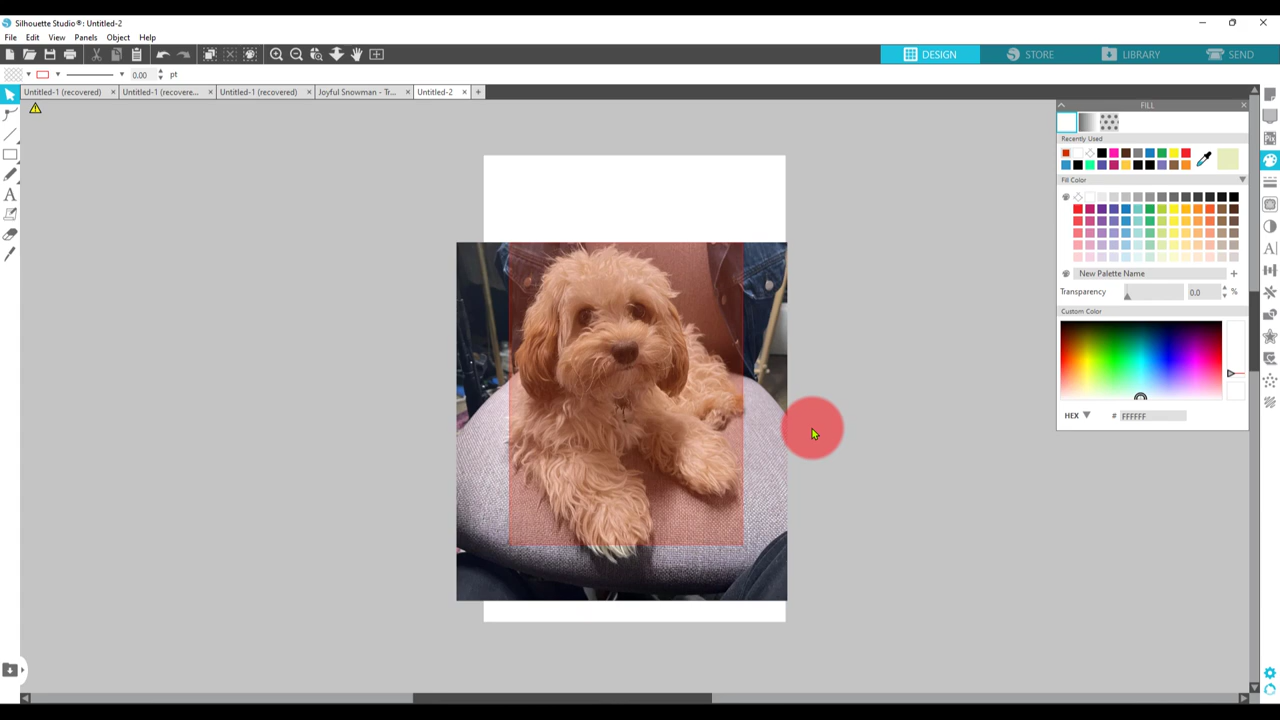 Silhouette Studio®: Untitled-2
File Edit View Panels Object Help
DESIGN STORE LIBRARY SEND
0.00 pt
Untitled-1 (recovered) Untitled-1 (recovere... Untitled-1 (recovered) Joyful Snowman - Tr... Untitled-2
FILL
Recently Used
Fill Color
New Palette Name
Transparency 0.0 %
Custom Color
HEX # FFFFFF